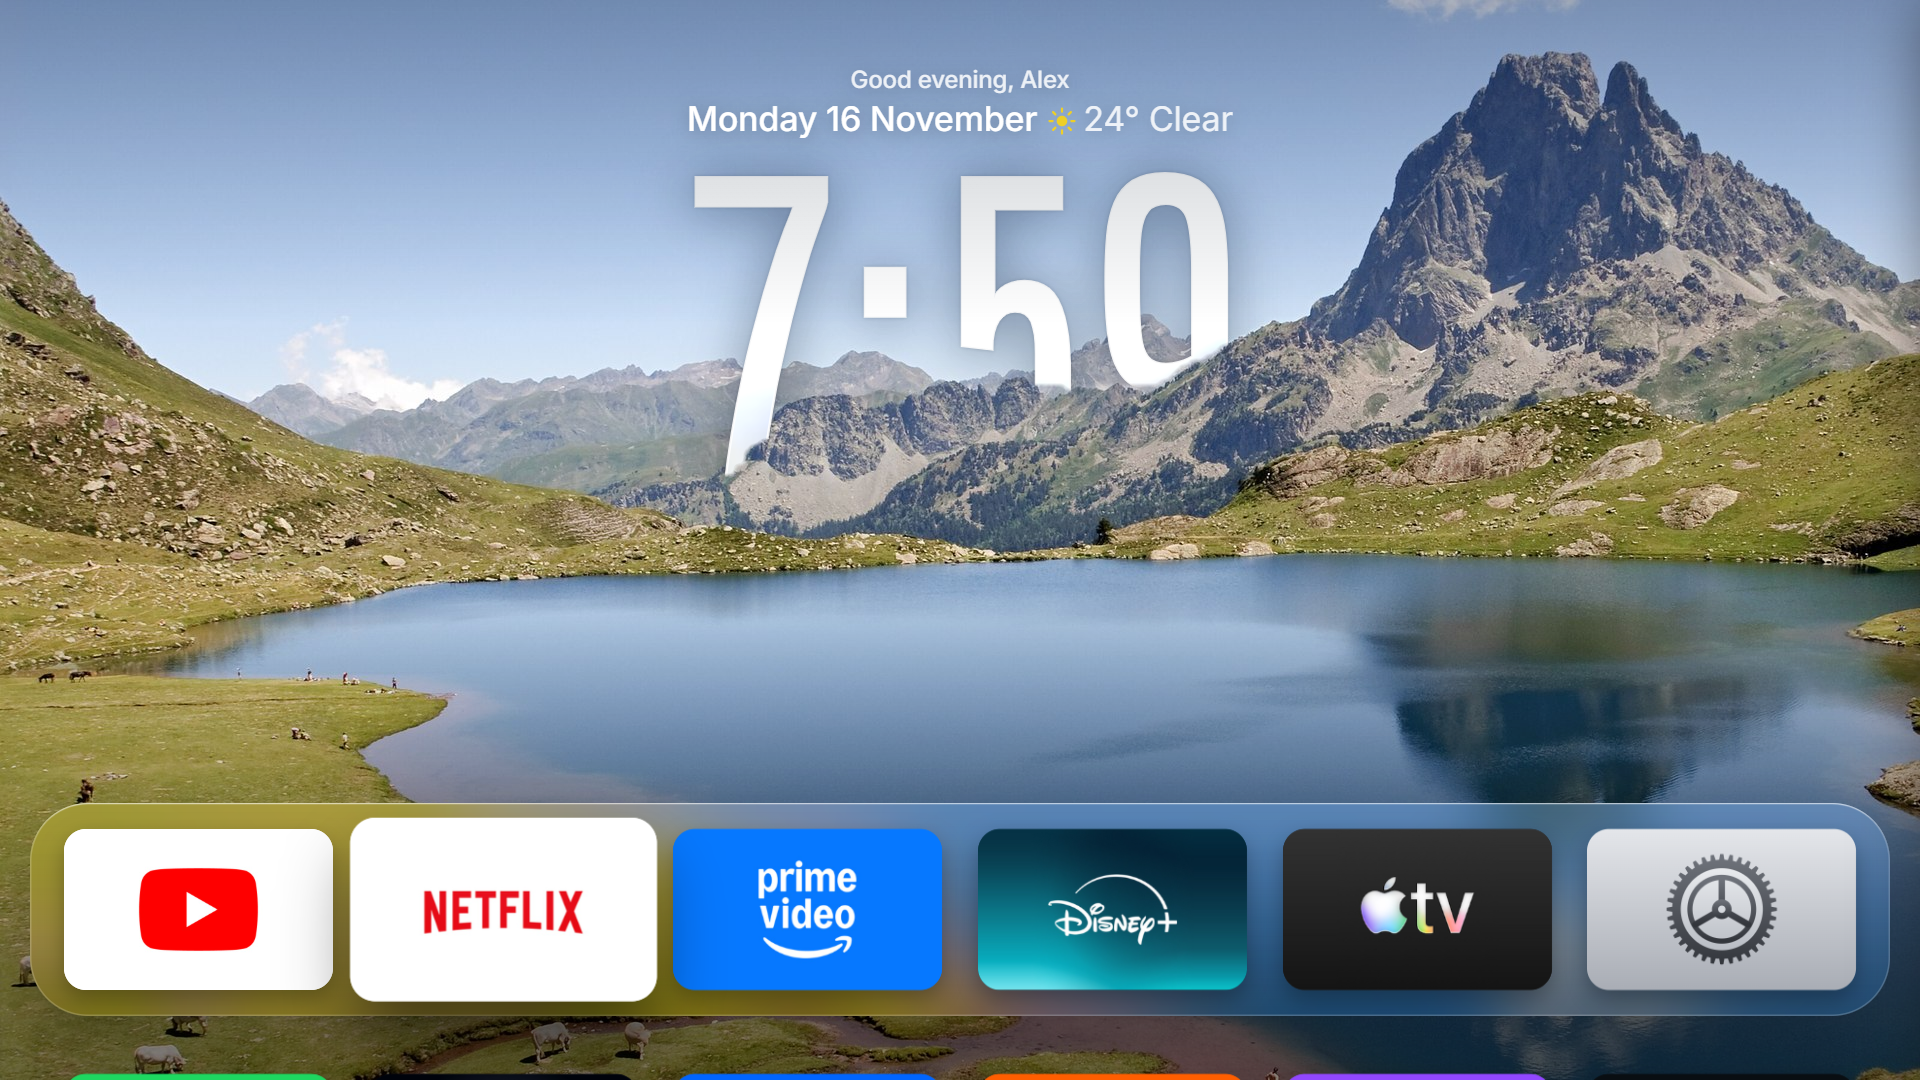 Good evening, Alex
Monday 16 November 24° Clear
7:50
NETFLIX
prime video
Disney+
tv